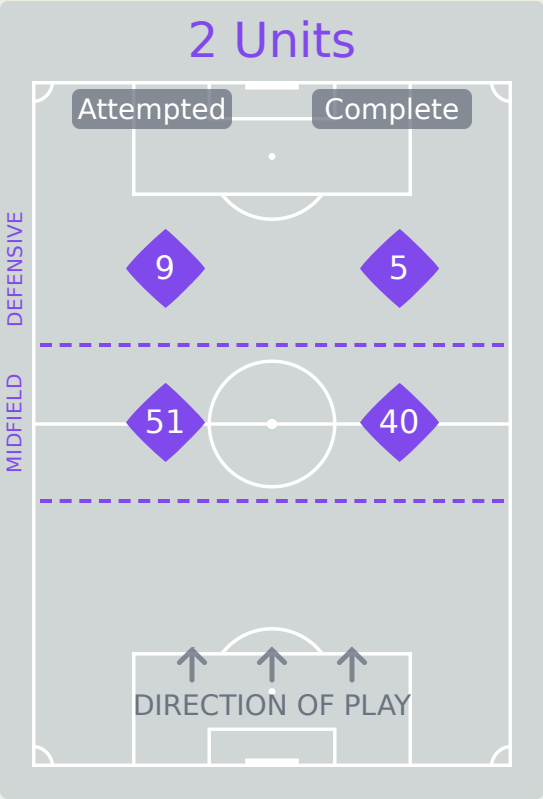 2 Units
Attempted Complete
DEFENSIVE
9 5
MIDFIELD
51 40
DIRECTION OF PLAY